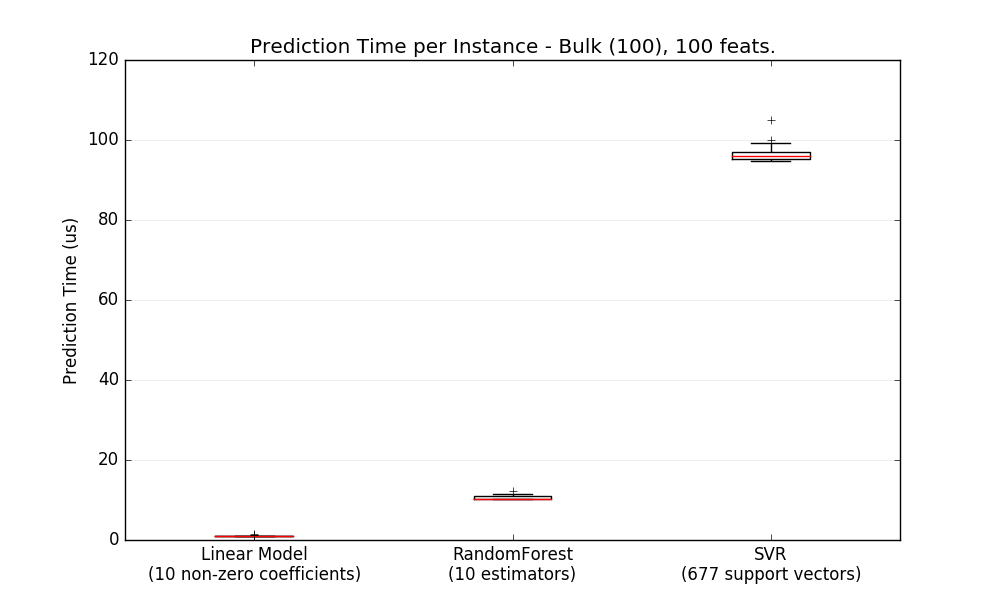 Prediction Time per Instance - Bulk (100), 100 feats.
120
100
80
60
40
20
0
Prediction Time (us)
Linear Model
(10 non-zero coefficients)
RandomForest
(10 estimators)
SVR
(677 support vectors)